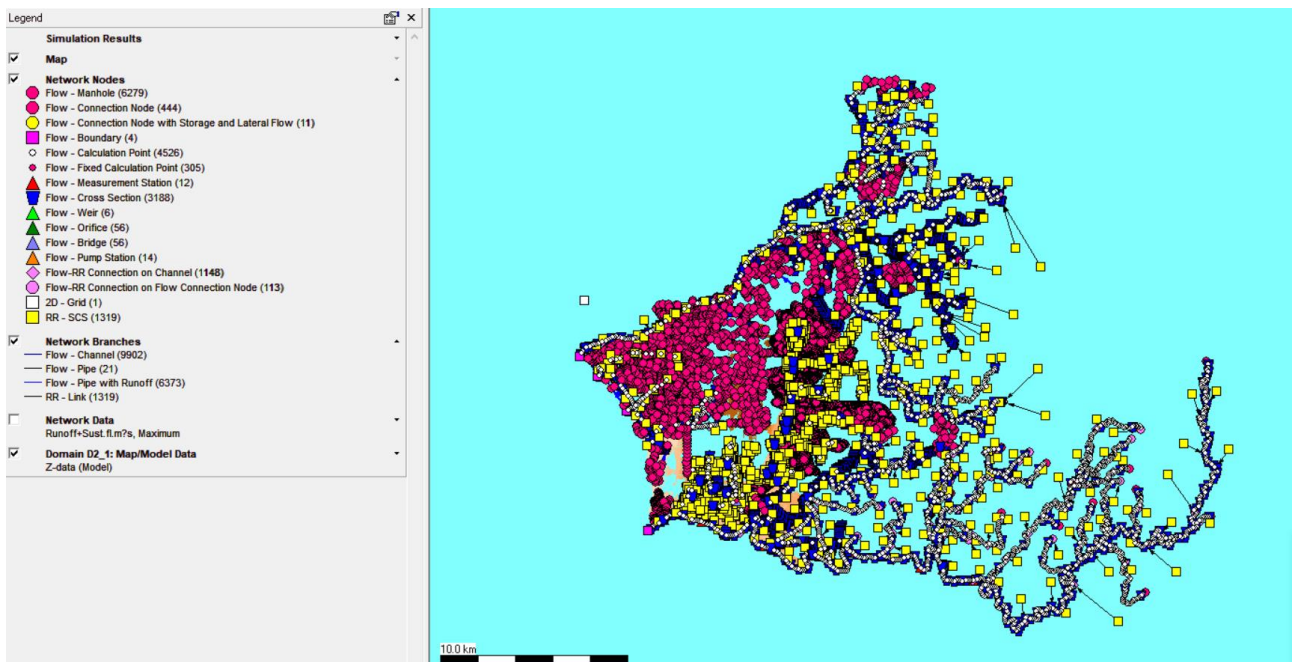 Legend
Simulation Results
Map
Network Nodes
Flow - Manhole (6279)
Flow - Connection Node (444)
Flow - Connection Node with Storage and Lateral Flow (11)
Flow - Boundary (4)
Flow - Calculation Point (4526)
Flow - Fixed Calculation Point (305)
Flow - Measurement Station (12)
Flow - Cross Section (3188)
Flow - Weir (6)
Flow - Orifice (56)
Flow - Bridge (56)
Flow - Pump Station (14)
Flow-RR Connection on Channel (1148)
Flow-RR Connection on Flow Connection Node (113)
2D - Grid (1)
RR - SCS (1319)
Network Branches
Flow - Channel (9902)
Flow - Pipe (21)
Flow - Pipe with Runoff (6373)
RR - Link (1319)
Network Data
Runoff+Sust.fl.m?s, Maximum
Domain D2_1: Map/Model Data
Z-data (Model)
10.0 km